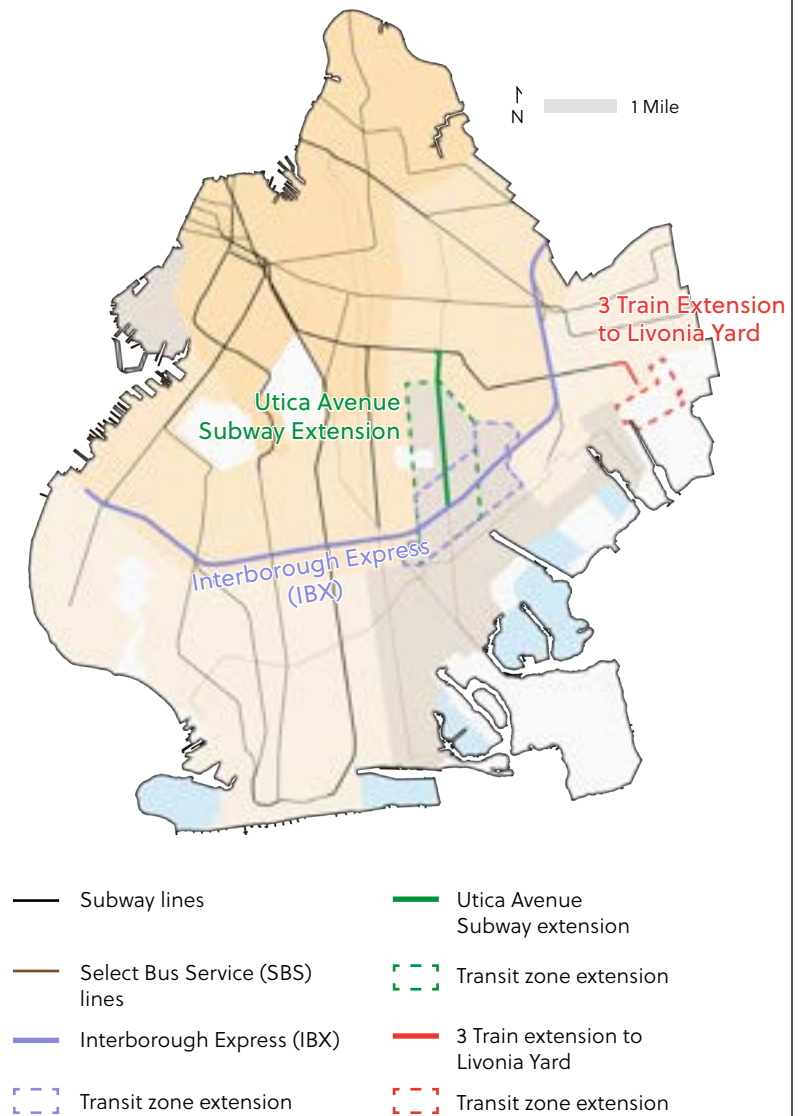 N
1 Mile
3 Train Extension
to Livonia Yard
Utica Avenue
Subway Extension
Interborough Express
(IBX)
Subway lines
Select Bus Service (SBS)
lines
Interborough Express (IBX)
Transit zone extension
Utica Avenue
Subway extension
Transit zone extension
3 Train extension to
Livonia Yard
Transit zone extension